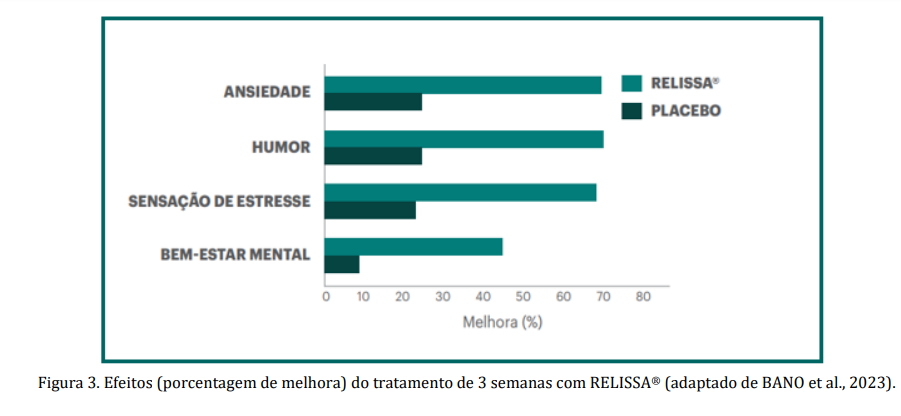 ANSIEDADE
HUMOR
SENSAÇÃO DE ESTRESSE
BEM-ESTAR MENTAL
RELISSA®
PLACEBO
0 10 20 30 40 50 60 70 80
Melhora (%)
Figura 3. Efeitos (porcentagem de melhora) do tratamento de 3 semanas com RELISSA® (adaptado de BANO et al., 2023).